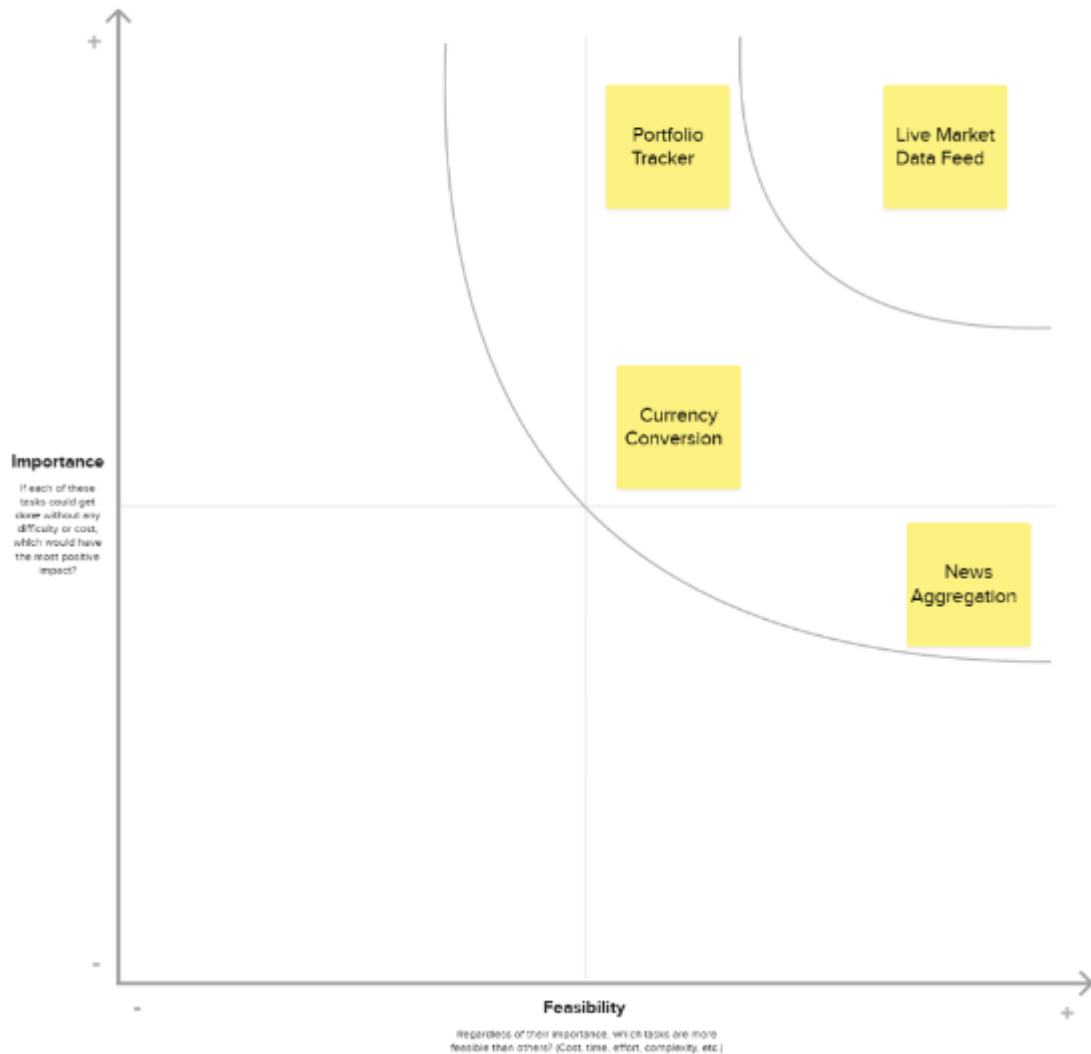 +
Portfolio
Tracker
Live Market
Data Feed
Currency
Conversion
Importance
If each of these
tasks could get
done without any
difficulty or cost,
which would have
the most positive
impact?
News
Aggregation
-
-
Feasibility
+
Regardless of their importance, which tasks are more
feasible than others? (Cost, time, effort, complexity, etc.)